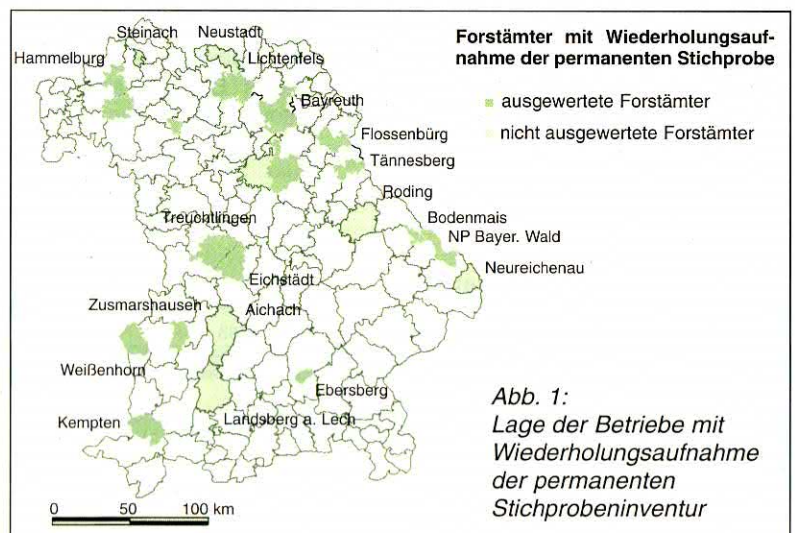 Forstämter mit Wiederholungsauf-
nahme der permanenten Stichprobe
ausgewertete Forstämter
nicht ausgewertete Forstämter
Steinach
Neustadt
Hammelburg
Lichtenfels
Bayreuth
Flossenbürg
Tännesberg
Roding
Treuchtlingen
Bodenmais
NP Bayer. Wald
Neureichenau
Eichstädt
Zusmarshausen
Aichach
Weißenhorn
Ebersberg
Kempten
Landsberg a. Lech
0 50 100 km
Abb. 1:
Lage der Betriebe mit
Wiederholungsaufnahme
der permanenten
Stichprobeninventur